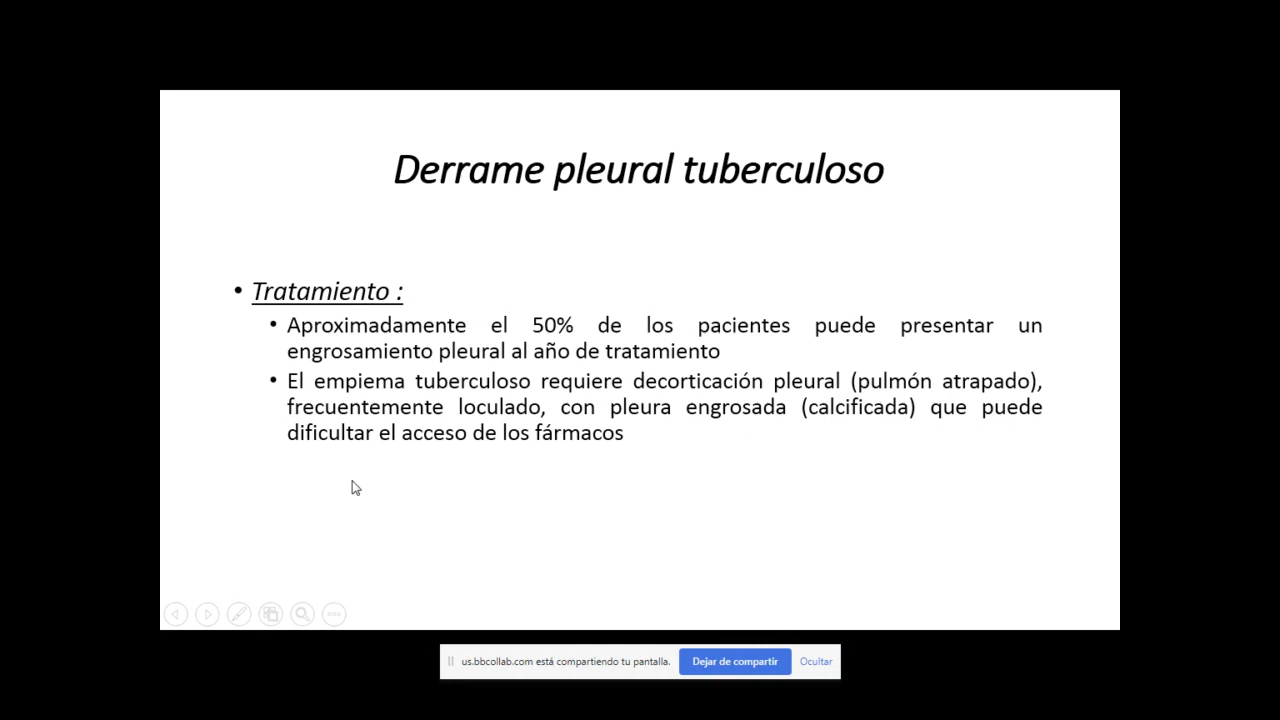 Derrame pleural tuberculoso
• Tratamiento :
• Aproximadamente el 50% de los pacientes puede presentar un
engrosamiento pleural al año de tratamiento
• El empiema tuberculoso requiere decorticación pleural (pulmón atrapado),
frecuentemente loculado, con pleura engrosada (calcificada) que puede
dificultar el acceso de los fármacos
us.bbcollab.com está compartiendo tu pantalla. Dejar de compartir Ocultar